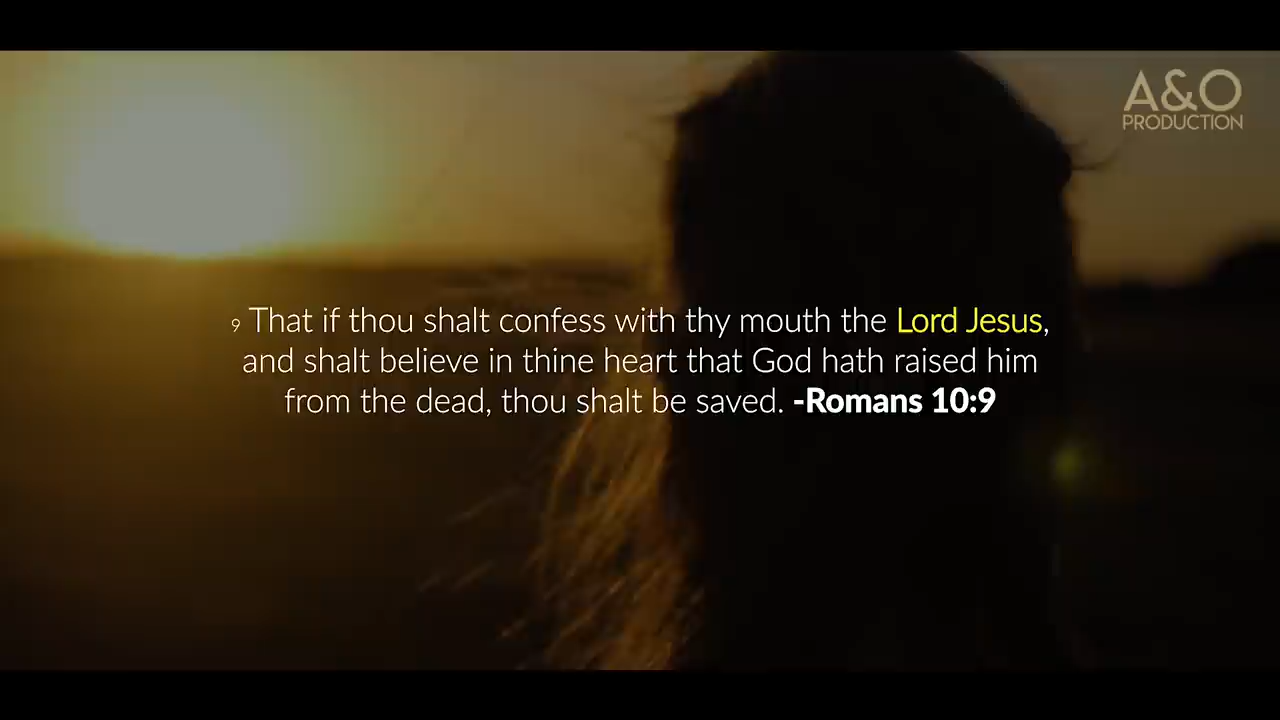 A&O
PRODUCTION
9 That if thou shalt confess with thy mouth the Lord Jesus,
and shalt believe in thine heart that God hath raised him
from the dead, thou shalt be saved. -Romans 10:9